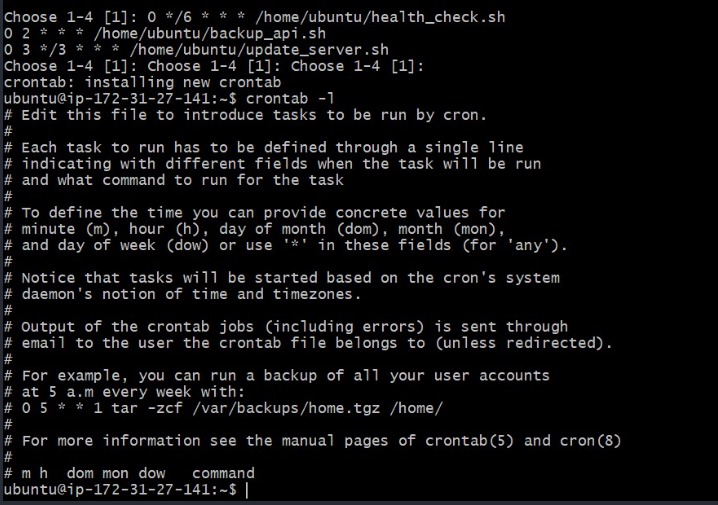 Choose 1-4 [1]: 0 */6 * * * /home/ubuntu/health_check.sh
0 2 * * * /home/ubuntu/backup_api.sh
0 3 */3 * * * /home/ubuntu/update_server.sh
Choose 1-4 [1]: Choose 1-4 [1]: Choose 1-4 [1]:
crontab: installing new crontab
ubuntu@ip-172-31-27-141:~$ crontab -l
# Edit this file to introduce tasks to be run by cron.
#
# Each task to run has to be defined through a single line
# indicating with different fields when the task will be run
# and what command to run for the task
#
# To define the time you can provide concrete values for
# minute (m), hour (h), day of month (dom), month (mon),
# and day of week (dow) or use '*' in these fields (for 'any').
#
# Notice that tasks will be started based on the cron's system
# daemon's notion of time and timezones.
#
# Output of the crontab jobs (including errors) is sent through
# email to the user the crontab file belongs to (unless redirected).
#
# For example, you can run a backup of all your user accounts
# at 5 a.m every week with:
# 0 5 * * 1 tar -zcf /var/backups/home.tgz /home/
#
# For more information see the manual pages of crontab(5) and cron(8)
#
# m h  dom mon dow   command
ubuntu@ip-172-31-27-141:~$